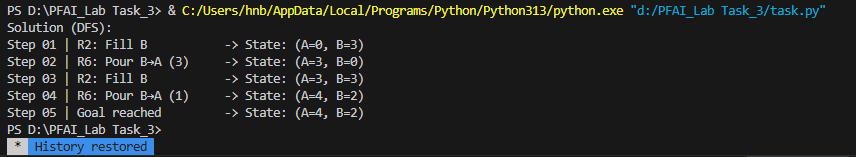 PS D:\PFAI_Lab Task_3> & C:/Users/hnb/AppData/Local/Programs/Python/Python313/python.exe "d:/PFAI_Lab Task_3/task.py"
Solution (DFS):
Step 01 | R2: Fill B -> State: (A=0, B=3)
Step 02 | R6: Pour B→A (3) -> State: (A=3, B=0)
Step 03 | R2: Fill B -> State: (A=3, B=3)
Step 04 | R6: Pour B→A (1) -> State: (A=4, B=2)
Step 05 | Goal reached -> State: (A=4, B=2)
PS D:\PFAI_Lab Task_3>
* History restored